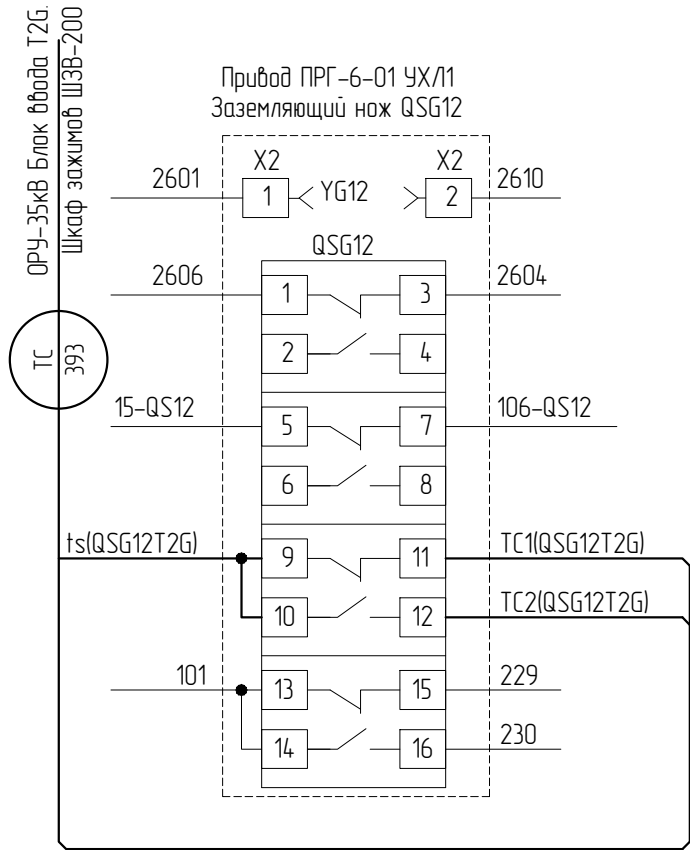 ОРУ-35кВ Блок ввода T2G.
Шкаф зажимов ШЗВ-200
Привод ПРГ-6-01 УХЛ1
Заземляющий нож QSG12
X2
X2
2601
1
YG12
2
2610
QSG12
2606
1
3
2604
2
4
ТС
393
15-QS12
5
7
106-QS12
6
8
ts(QSG12T2G)
9
11
TC1(QSG12T2G)
10
12
TC2(QSG12T2G)
101
13
15
229
14
16
230